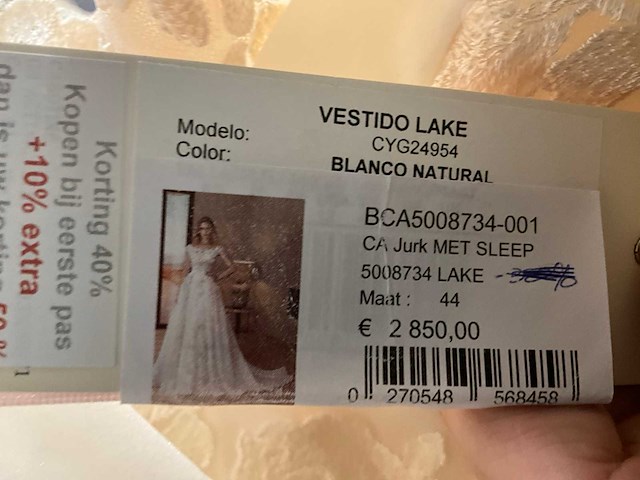 Korting 40%
Kopen bij eerste pas
+10% extra
VESTIDO LAKE
Modelo:
CYG24954
Color:
BLANCO NATURAL
BCA5008734-001
CA Jurk MET SLEEP
5008734 LAKE
Maat : 44
€ 2 850,00
0 270548 568458